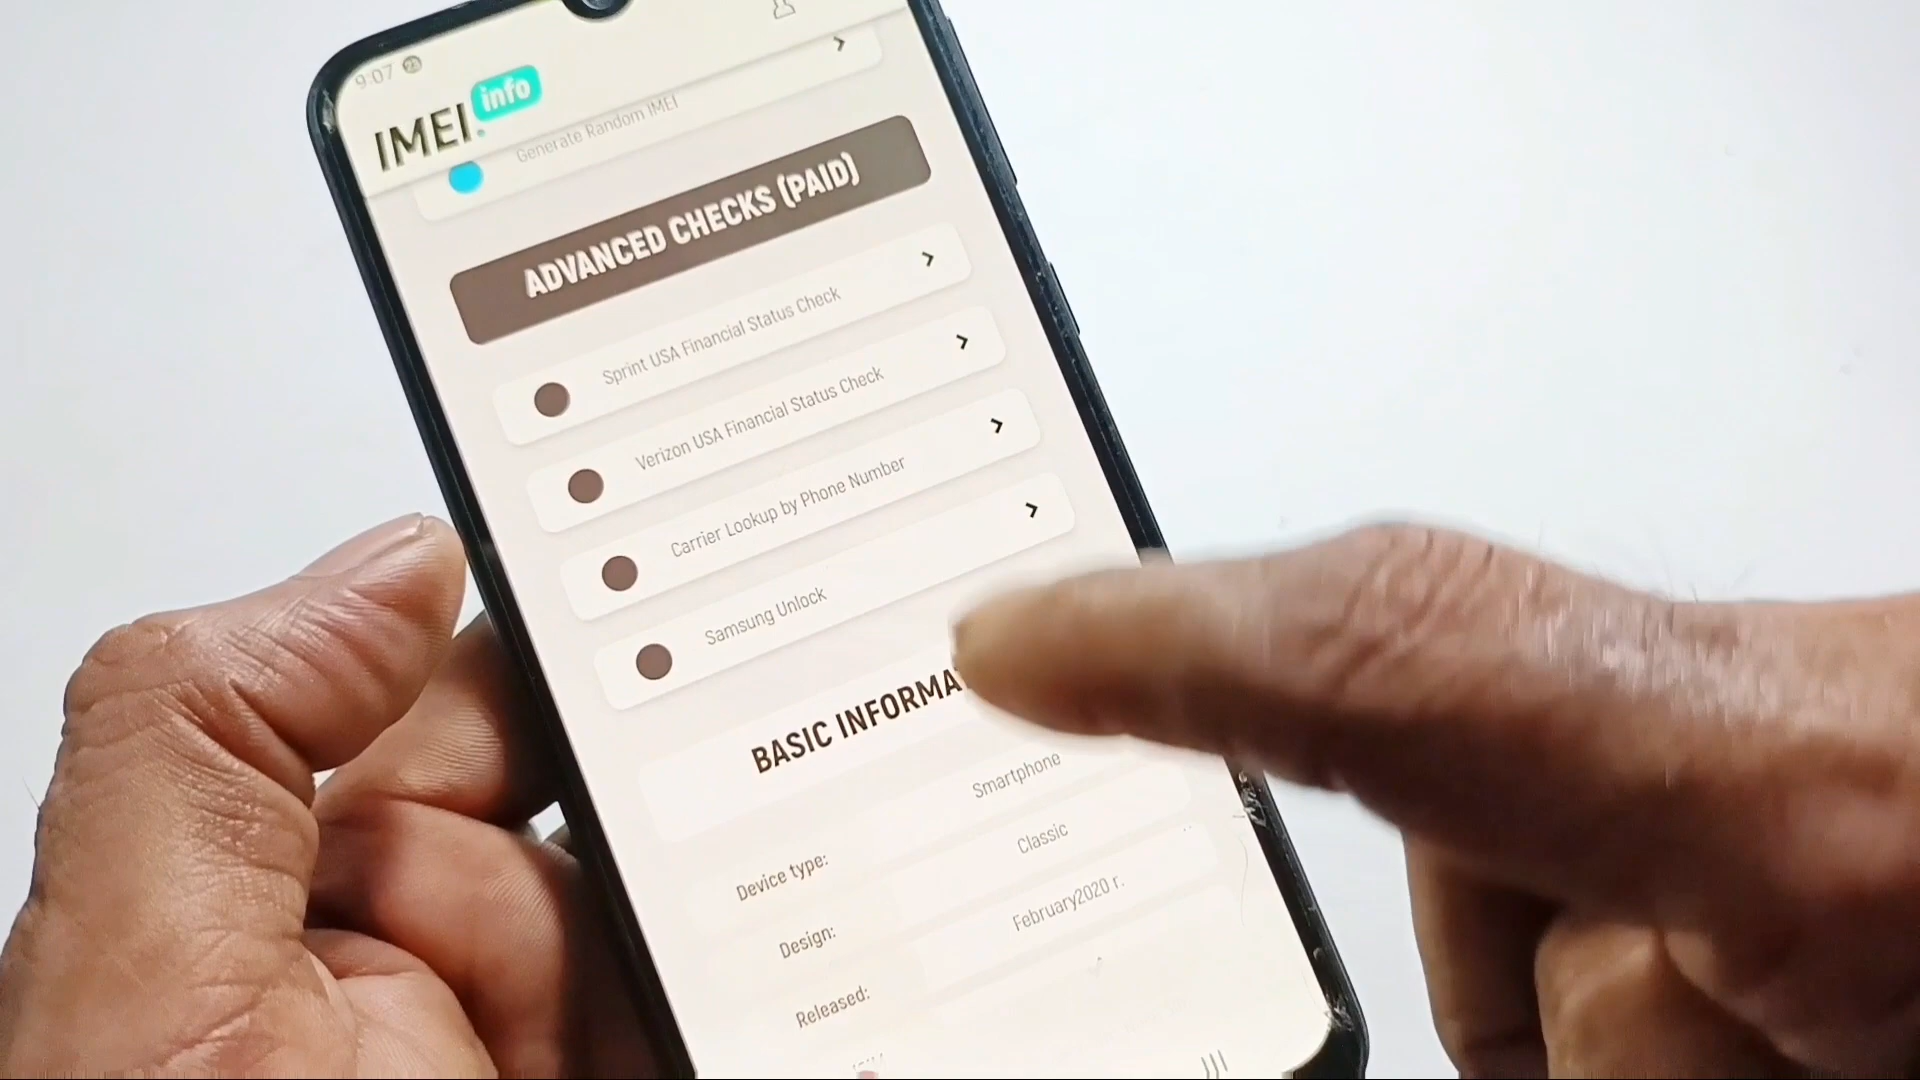 9:07
IMEI.info
Generate Random IMEI
ADVANCED CHECKS (PAID)
Sprint USA Financial Status Check
Verizon USA Financial Status Check
Carrier Lookup by Phone Number
Samsung Unlock
BASIC INFORMA
Device type: Smartphone
Design: Classic
Released: February2020 г.